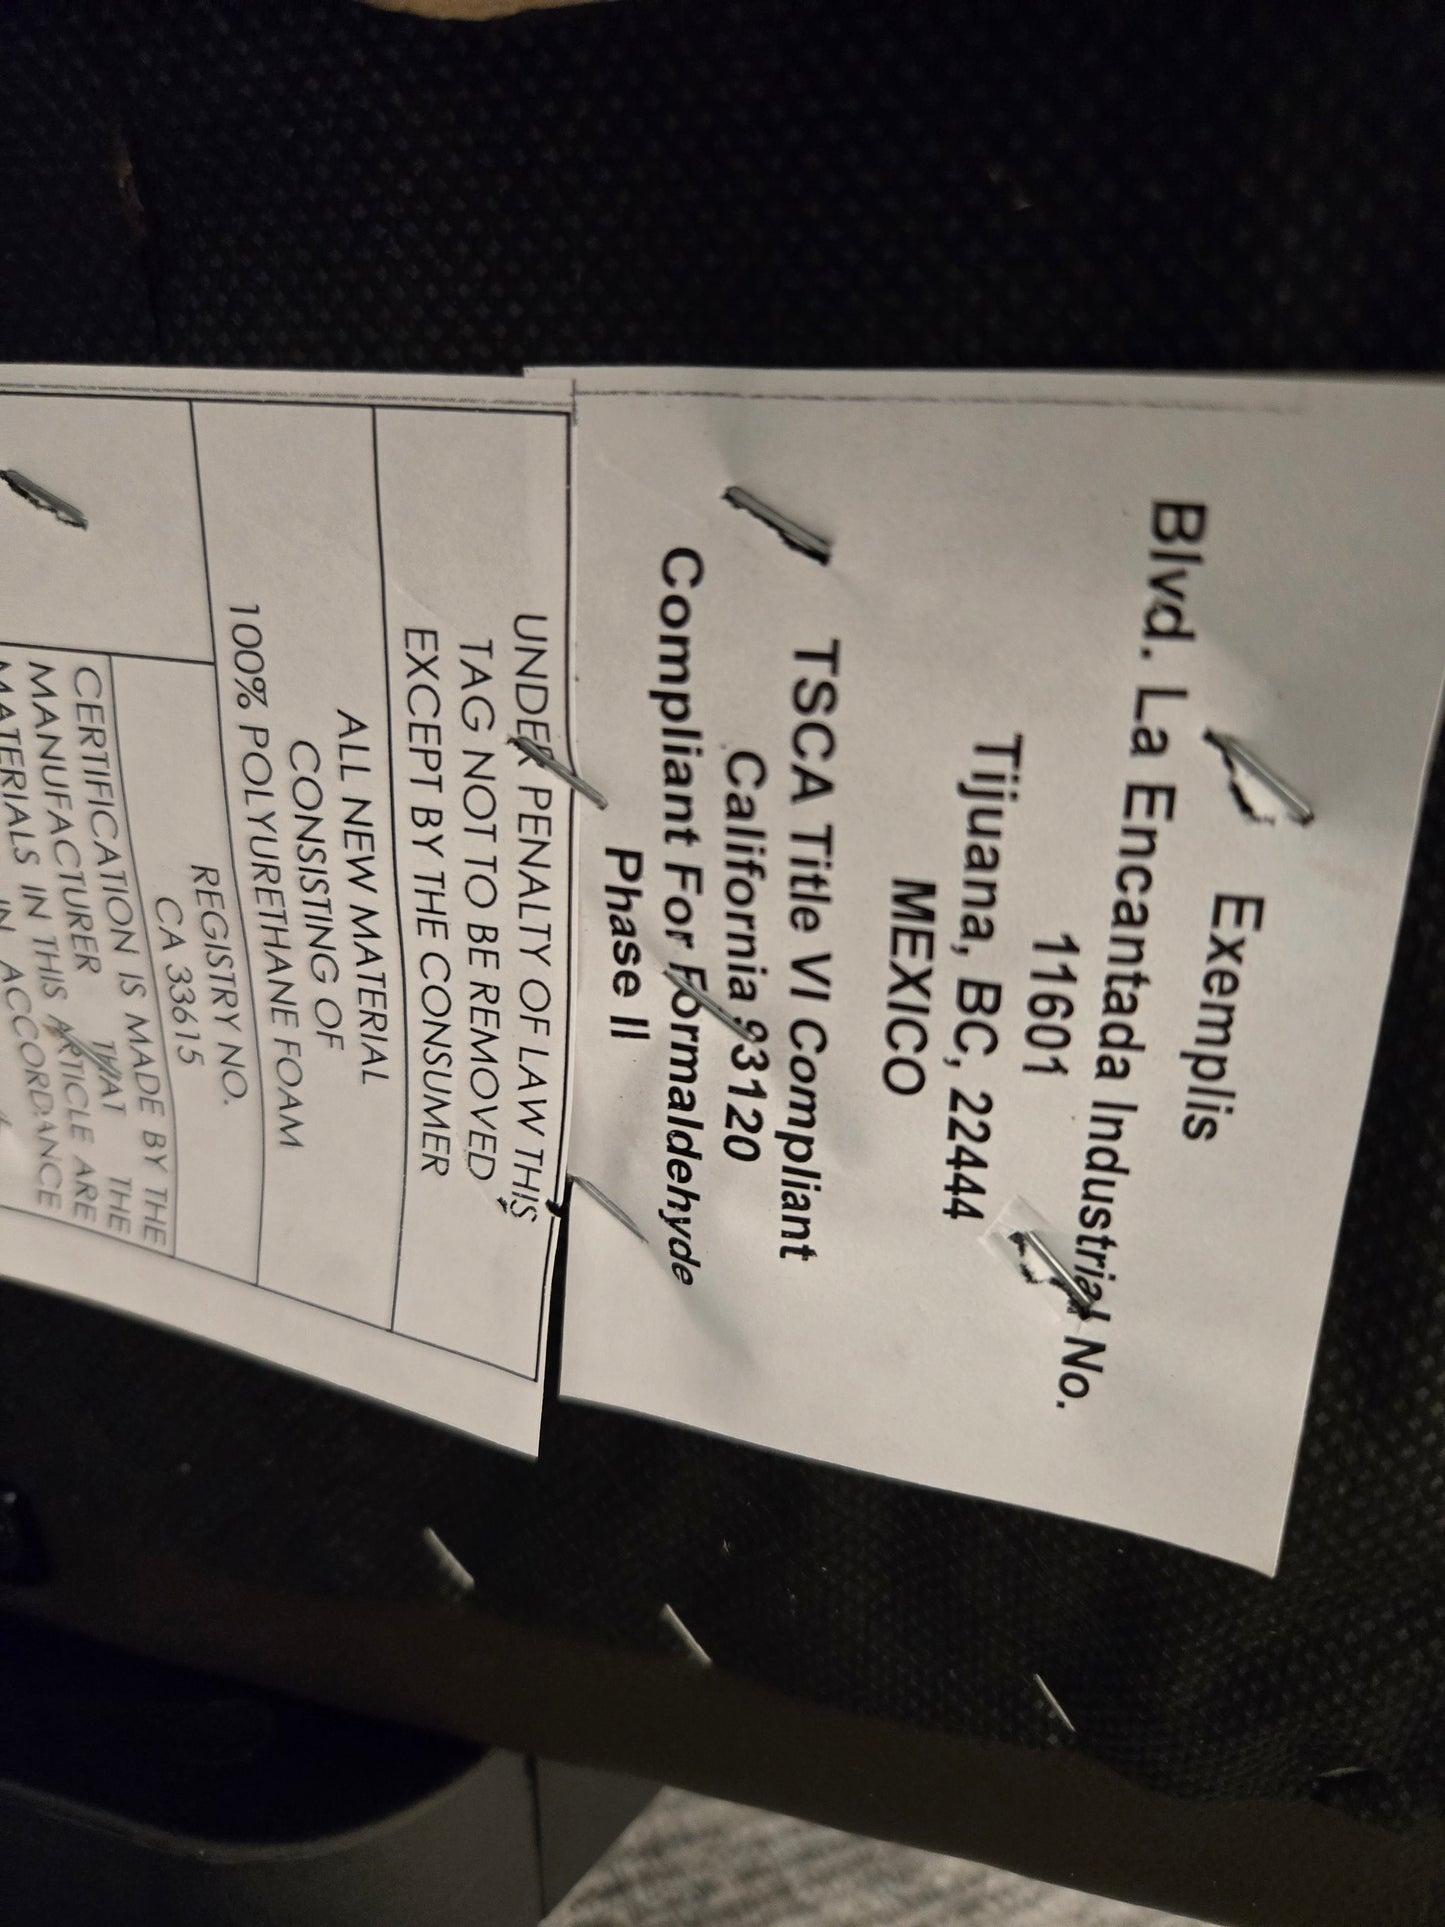 Exemplis
Blvd. La Encantada Industrial No.
11601
Tijuana, BC, 22444
MEXICO
TSCA Title VI Compliant
California 93120
Compliant For Formaldehyde
Phase II
UNDER PENALTY OF LAW THIS
TAG NOT TO BE REMOVED
EXCEPT BY THE CONSUMER
ALL NEW MATERIAL
CONSISTING OF
100% POLYURETHANE FOAM
REGISTRY NO.
CA 33615
CERTIFICATION IS MADE BY THE
MANUFACTURER THAT THE
MATERIALS IN THIS ARTICLE ARE
IN ACCORDANCE